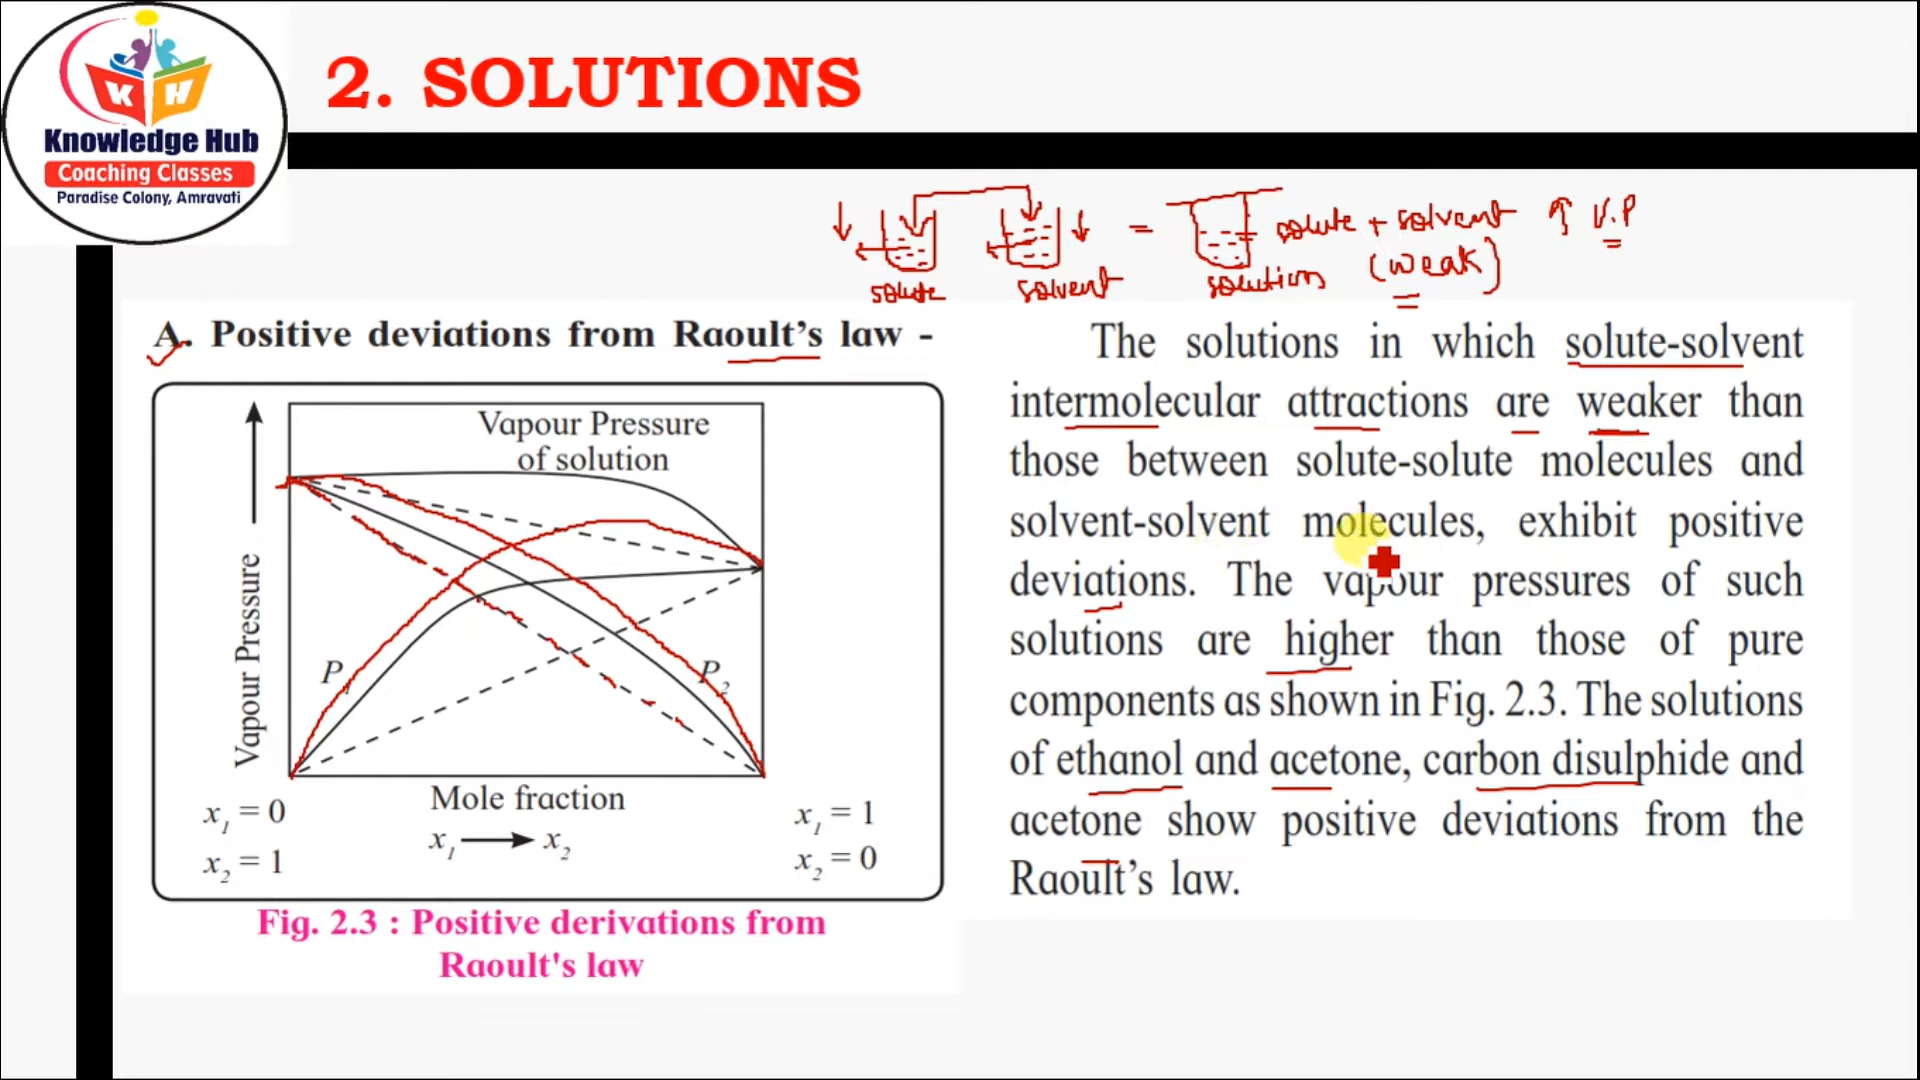 K H
Knowledge Hub
Coaching Classes
Paradise Colony, Amravati
2. SOLUTIONS
solute
solvent
=
solute + solvent ↑ V.P
solutions (weak)
A. Positive deviations from Raoult's law -
Vapour Pressure
of solution
Vapour Pressure
P₁
P₂
x₁ = 0
x₂ = 1
Mole fraction
x₁ ⟶ x₂
x₁ = 1
x₂ = 0
Fig. 2.3 : Positive derivations from
Raoult's law
The solutions in which solute-solvent
intermolecular attractions are weaker than
those between solute-solute molecules and
solvent-solvent molecules, exhibit positive
deviations. The vapour pressures of such
solutions are higher than those of pure
components as shown in Fig. 2.3. The solutions
of ethanol and acetone, carbon disulphide and
acetone show positive deviations from the
Raoult's law.